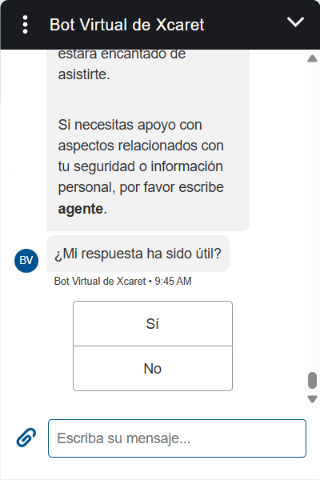 Bot Virtual de Xcaret
estará encantado de
asistirte.
Si necesitas apoyo con
aspectos relacionados con
tu seguridad o información
personal, por favor escribe
agente.
¿Mi respuesta ha sido útil?
BV
Bot Virtual de Xcaret • 9:45 AM
Sí
No
Escriba su mensaje...